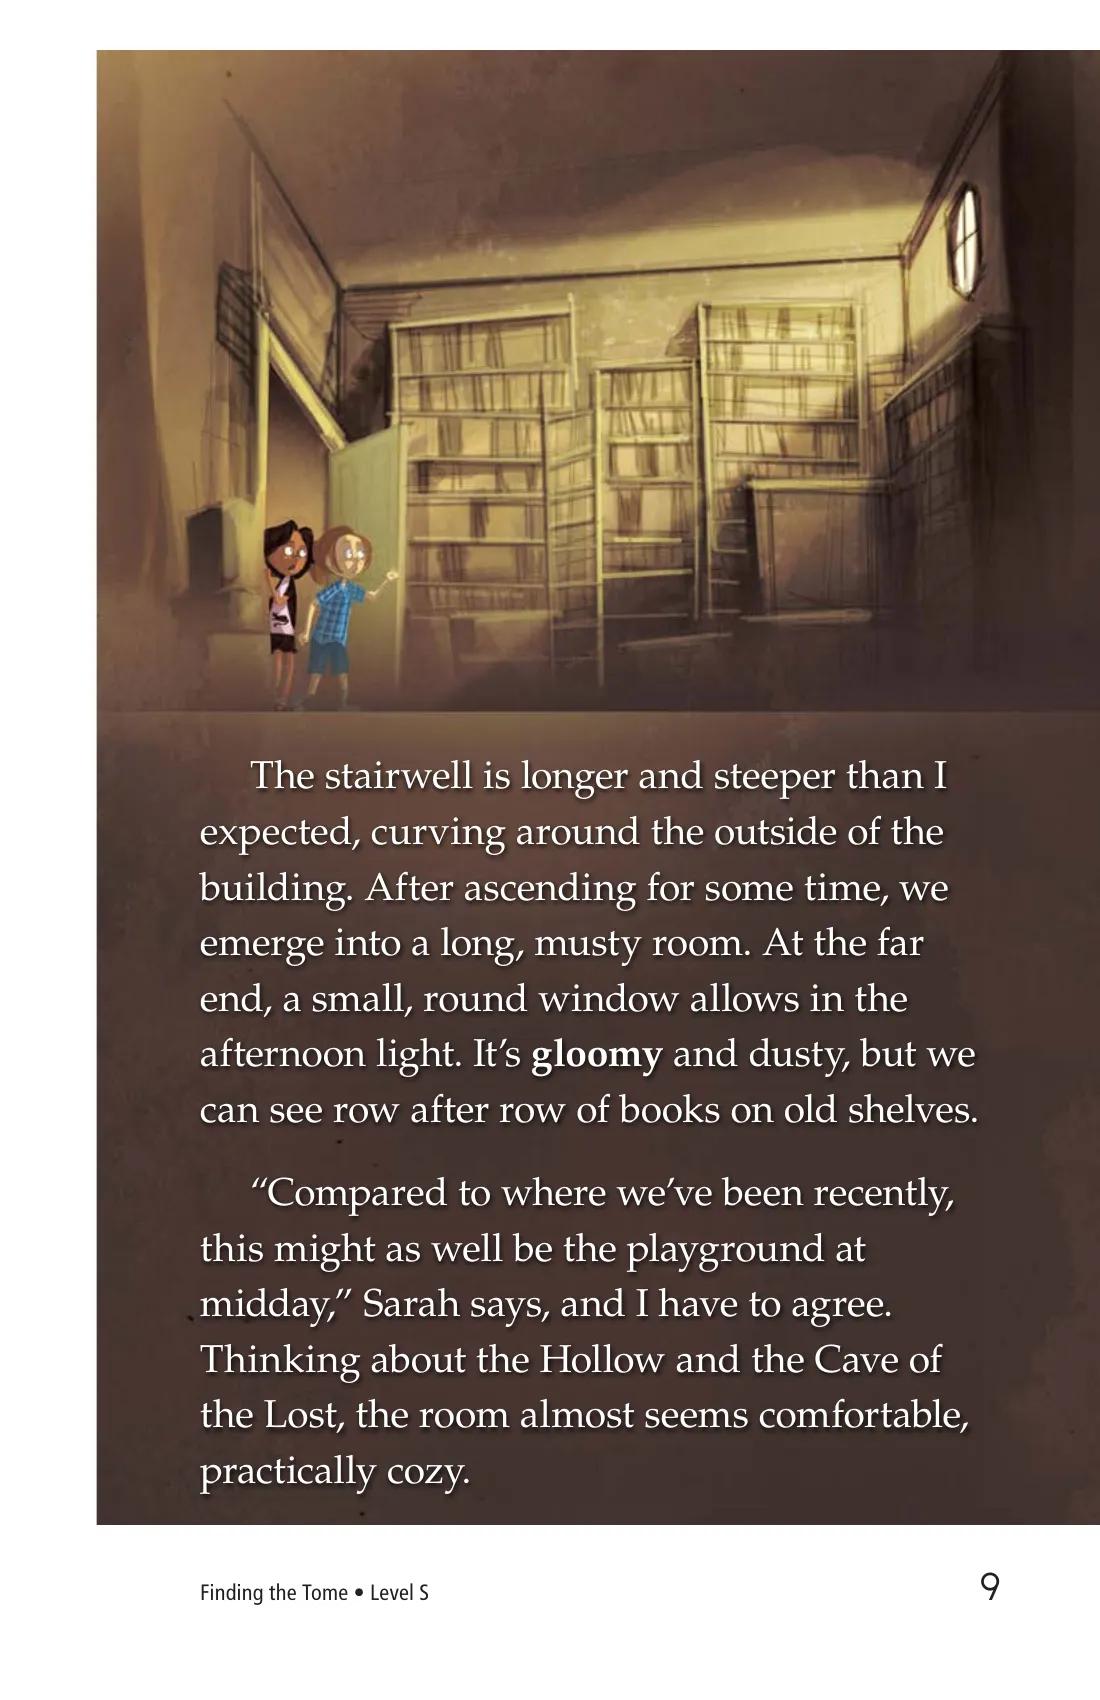 The stairwell is longer and steeper than I
expected, curving around the outside of the
building. After ascending for some time, we
emerge into a long, musty room. At the far
end, a small, round window allows in the
afternoon light. It’s gloomy and dusty, but we
can see row after row of books on old shelves.
“Compared to where we’ve been recently,
this might as well be the playground at
midday,” Sarah says, and I have to agree.
Thinking about the Hollow and the Cave of
the Lost, the room almost seems comfortable,
practically cozy.
Finding the Tome • Level S
9